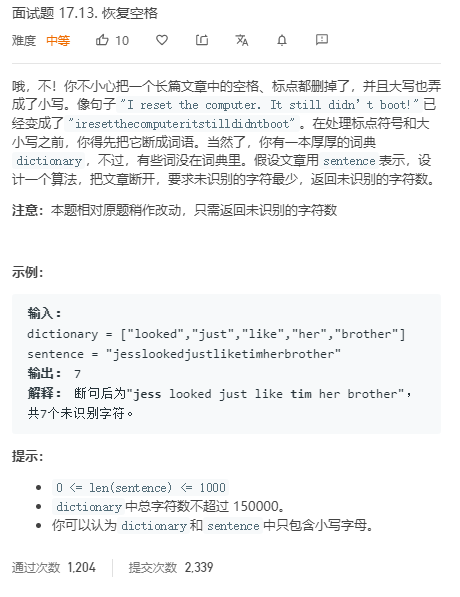 面试题 17.13. 恢复空格
难度 中等 10
哦，不！你不小心把一个长篇文章中的空格、标点都删掉了，并且大写也弄
成了小写。像句子 "I reset the computer. It still didn’t boot!" 已
经变成了 "iresetthecomputeritstilldidntboot" 。在处理标点符号和大
小写之前，你得先把它断成词语。当然了，你有一本厚厚的词典
dictionary ，不过，有些词没在词典里。假设文章用 sentence 表示，设
计一个算法，把文章断开，要求未识别的字符最少，返回未识别的字符数。
注意：本题相对原题稍作改动，只需返回未识别的字符数
示例：
输入：
dictionary = ["looked","just","like","her","brother"]
sentence = "jesslookedjustliketimherbrother"
输出： 7
解释： 断句后为"jess looked just like tim her brother"，
共7个未识别字符。
提示：
• 0 <= len(sentence) <= 1000
• dictionary 中总字符数不超过 150000。
• 你可以认为 dictionary 和 sentence 中只包含小写字母。
通过次数 1,204 提交次数 2,339